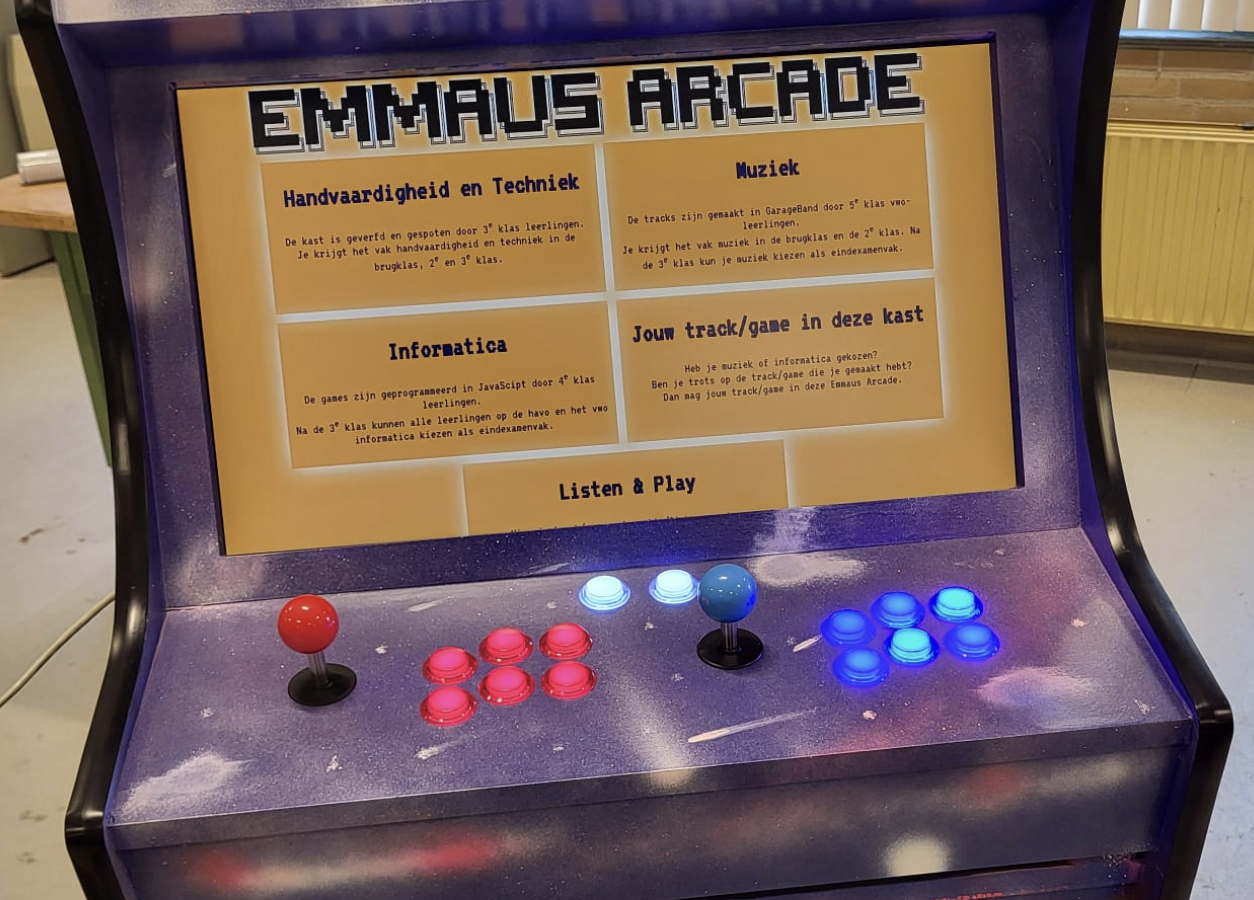 EMMAUS ARCADE
Handvaardigheid en Techniek
De kast is geverfd en gespoten door 3e klas leerlingen.
Je krijgt het vak handvaardigheid en techniek in de
brugklas, 2e en 3e klas.
Muziek
De tracks zijn gemaakt in GarageBand door 5e klas vwo-
leerlingen.
Je krijgt het vak muziek in de brugklas en de 2e klas. Na
de 3e klas kun je muziek kiezen als eindexamenvak.
Informatica
De games zijn geprogrammeerd in JavaScipt door 4e klas
leerlingen.
Na de 3e klas kunnen alle leerlingen op de havo en het vwo
informatica kiezen als eindexamenvak.
Jouw track/game in deze kast
Heb je muziek of informatica gekozen?
Ben je trots op de track/game die je gemaakt hebt?
Dan mag jouw track/game in deze Emmaus Arcade.
Listen & Play